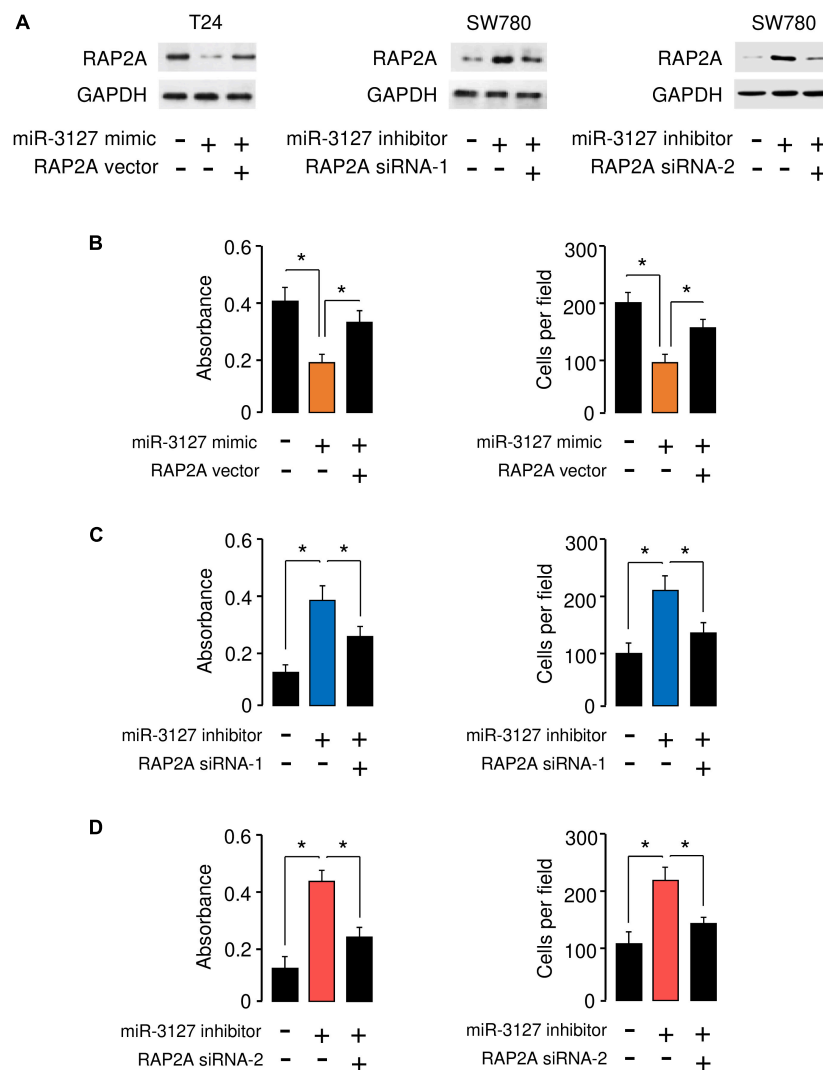 A
T24
SW780
SW780
RAP2A
RAP2A
RAP2A
GAPDH
GAPDH
GAPDH
miR-3127 mimic - + +
miR-3127 inhibitor - + +
miR-3127 inhibitor - + +
RAP2A vector - - +
RAP2A siRNA-1 - - +
RAP2A siRNA-2 - - +
B
0.6
0.4
0.2
0
Absorbance
*
*
miR-3127 mimic - + +
RAP2A vector - - +
300
200
100
0
Cells per field
*
*
miR-3127 mimic - + +
RAP2A vector - - +
C
0.6
0.4
0.2
0
Absorbance
*
*
miR-3127 inhibitor - + +
RAP2A siRNA-1 - - +
300
200
100
0
Cells per field
*
*
miR-3127 inhibitor - + +
RAP2A siRNA-1 - - +
D
0.6
0.4
0.2
0
Absorbance
*
*
miR-3127 inhibitor - + +
RAP2A siRNA-2 - - +
300
200
100
0
Cells per field
*
*
miR-3127 inhibitor - + +
RAP2A siRNA-2 - - +